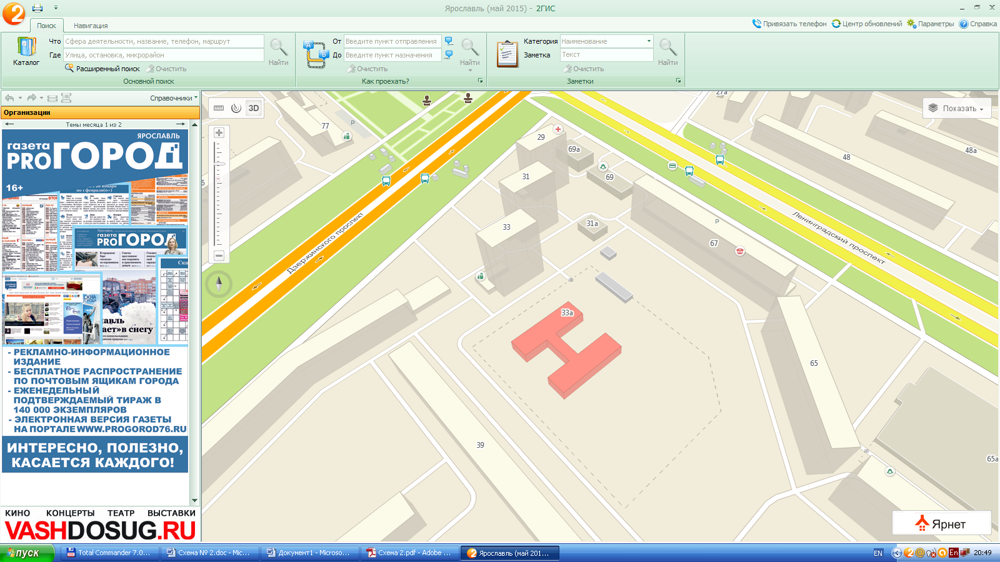 Ярославль (май 2015) - 2ГИС
Поиск
Навигация
Привязать телефон
Центр обновлений
Параметры
Справка
Каталог
Что
Сфера деятельности, название, телефон, маршрут
Где
Улица, остановка, микрорайон
Расширенный поиск
Очистить
Найти
Основной поиск
От
Введите пункт отправления
До
Введите пункт назначения
Очистить
Найти
Как проехать?
Категория
Наименование
Заметка
Текст
Очистить
Найти
Заметки
Справочники
Организации
Темы месяца 1 из 2
ЯРОСЛАВЛЬ
газета
PROГОРОД
16+
газета
PROГОРОД
- РЕКЛАМНО-ИНФОРМАЦИОННОЕ
ИЗДАНИЕ
- БЕСПЛАТНОЕ РАСПРОСТРАНЕНИЕ
ПО ПОЧТОВЫМ ЯЩИКАМ ГОРОДА
- ЕЖЕНЕДЕЛЬНЫЙ
ПОДТВЕРЖДАЕМЫЙ ТИРАЖ В
140 000 ЭКЗЕМПЛЯРОВ
- ЭЛЕКТРОННАЯ ВЕРСИЯ ГАЗЕТЫ
НА ПОРТАЛЕ WWW.PROGOROD76.RU
ИНТЕРЕСНО, ПОЛЕЗНО,
КАСАЕТСЯ КАЖДОГО!
КИНО КОНЦЕРТЫ ТЕАТР ВЫСТАВКИ
VASHDOSUG.RU
3D
Показать
27а
77
P
29
69а
48
48а
31
69
31а
33
P
67
Дзержинского проспект
Ленинградский проспект
33а
65
39
65а
Ярнет
пуск
Total Commander 7.0...
Схема № 2.doc - Mic...
Документ1 - Microso...
Схема 2.pdf - Adobe ...
Ярославль (май 201...
EN
En
20:49